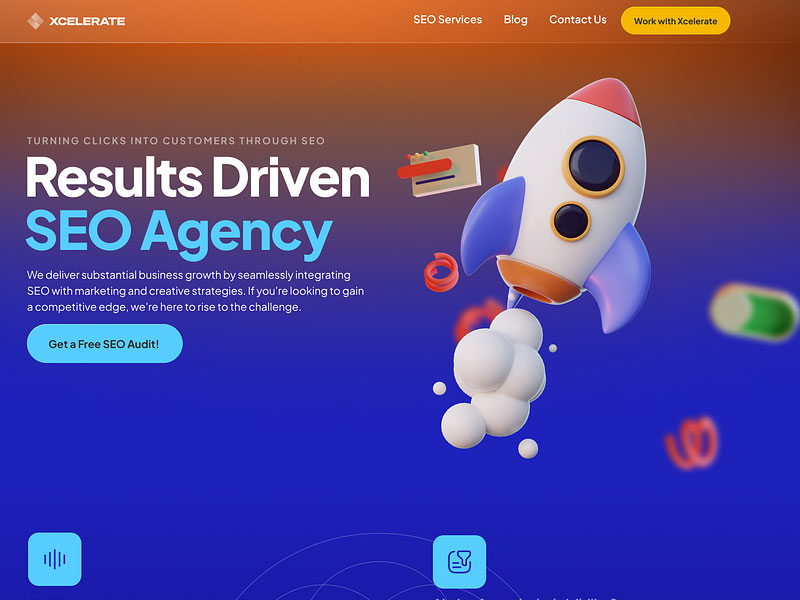 XCELERATE
SEO Services
Blog
Contact Us
Work with Xcelerate
TURNING CLICKS INTO CUSTOMERS THROUGH SEO
Results Driven
SEO Agency
We deliver substantial business growth by seamlessly integrating
SEO with marketing and creative strategies. If you're looking to gain
a competitive edge, we're here to rise to the challenge.
Get a Free SEO Audit!